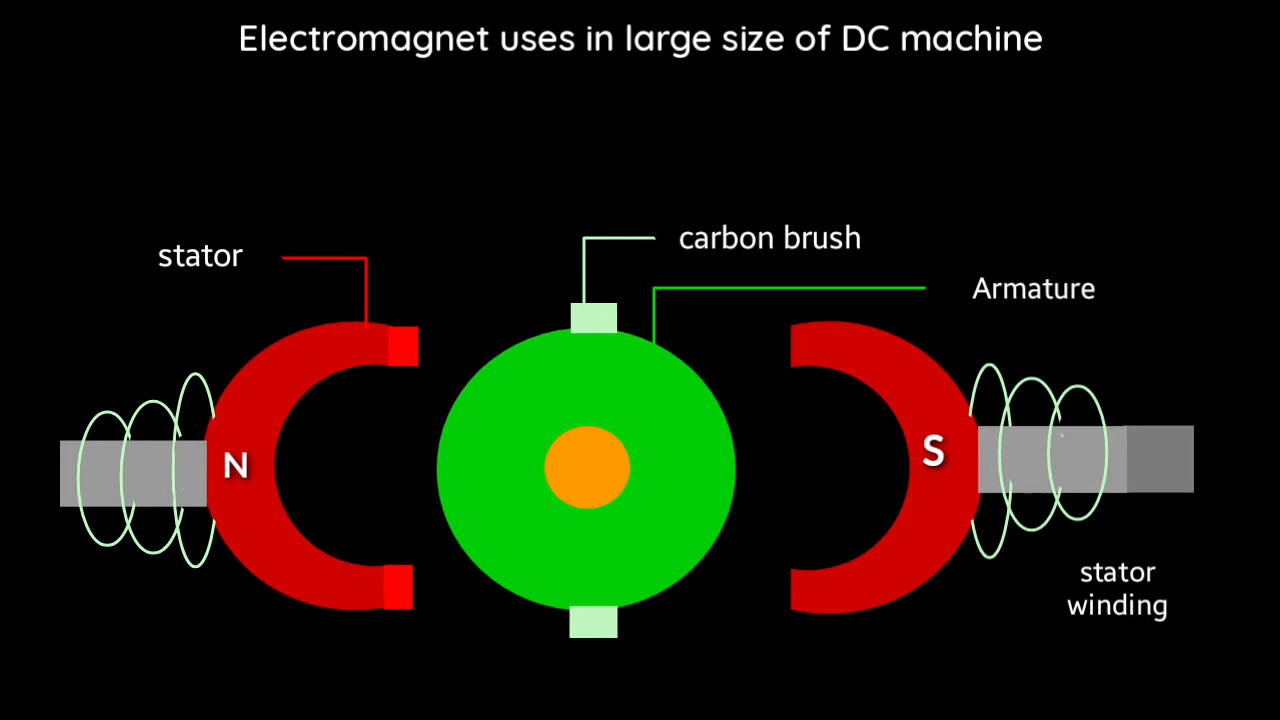 Electromagnet uses in large size of DC machine
carbon brush
stator
Armature
N
S
stator
winding